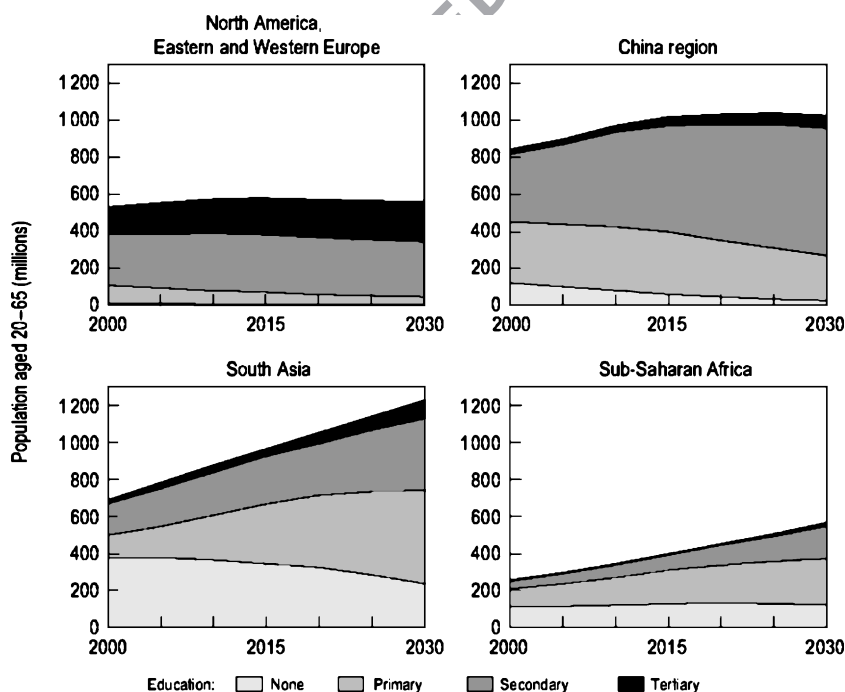 North America,
Eastern and Western Europe
China region
1200
1000
800
600
400
200
0
2000 2015 2030
1200
1000
800
600
400
200
0
2000 2015 2030
Population aged 20–65 (millions)
South Asia
Sub-Saharan Africa
1200
1000
800
600
400
200
0
2000 2015 2030
1200
1000
800
600
400
200
0
2000 2015 2030
Education: None Primary Secondary Tertiary